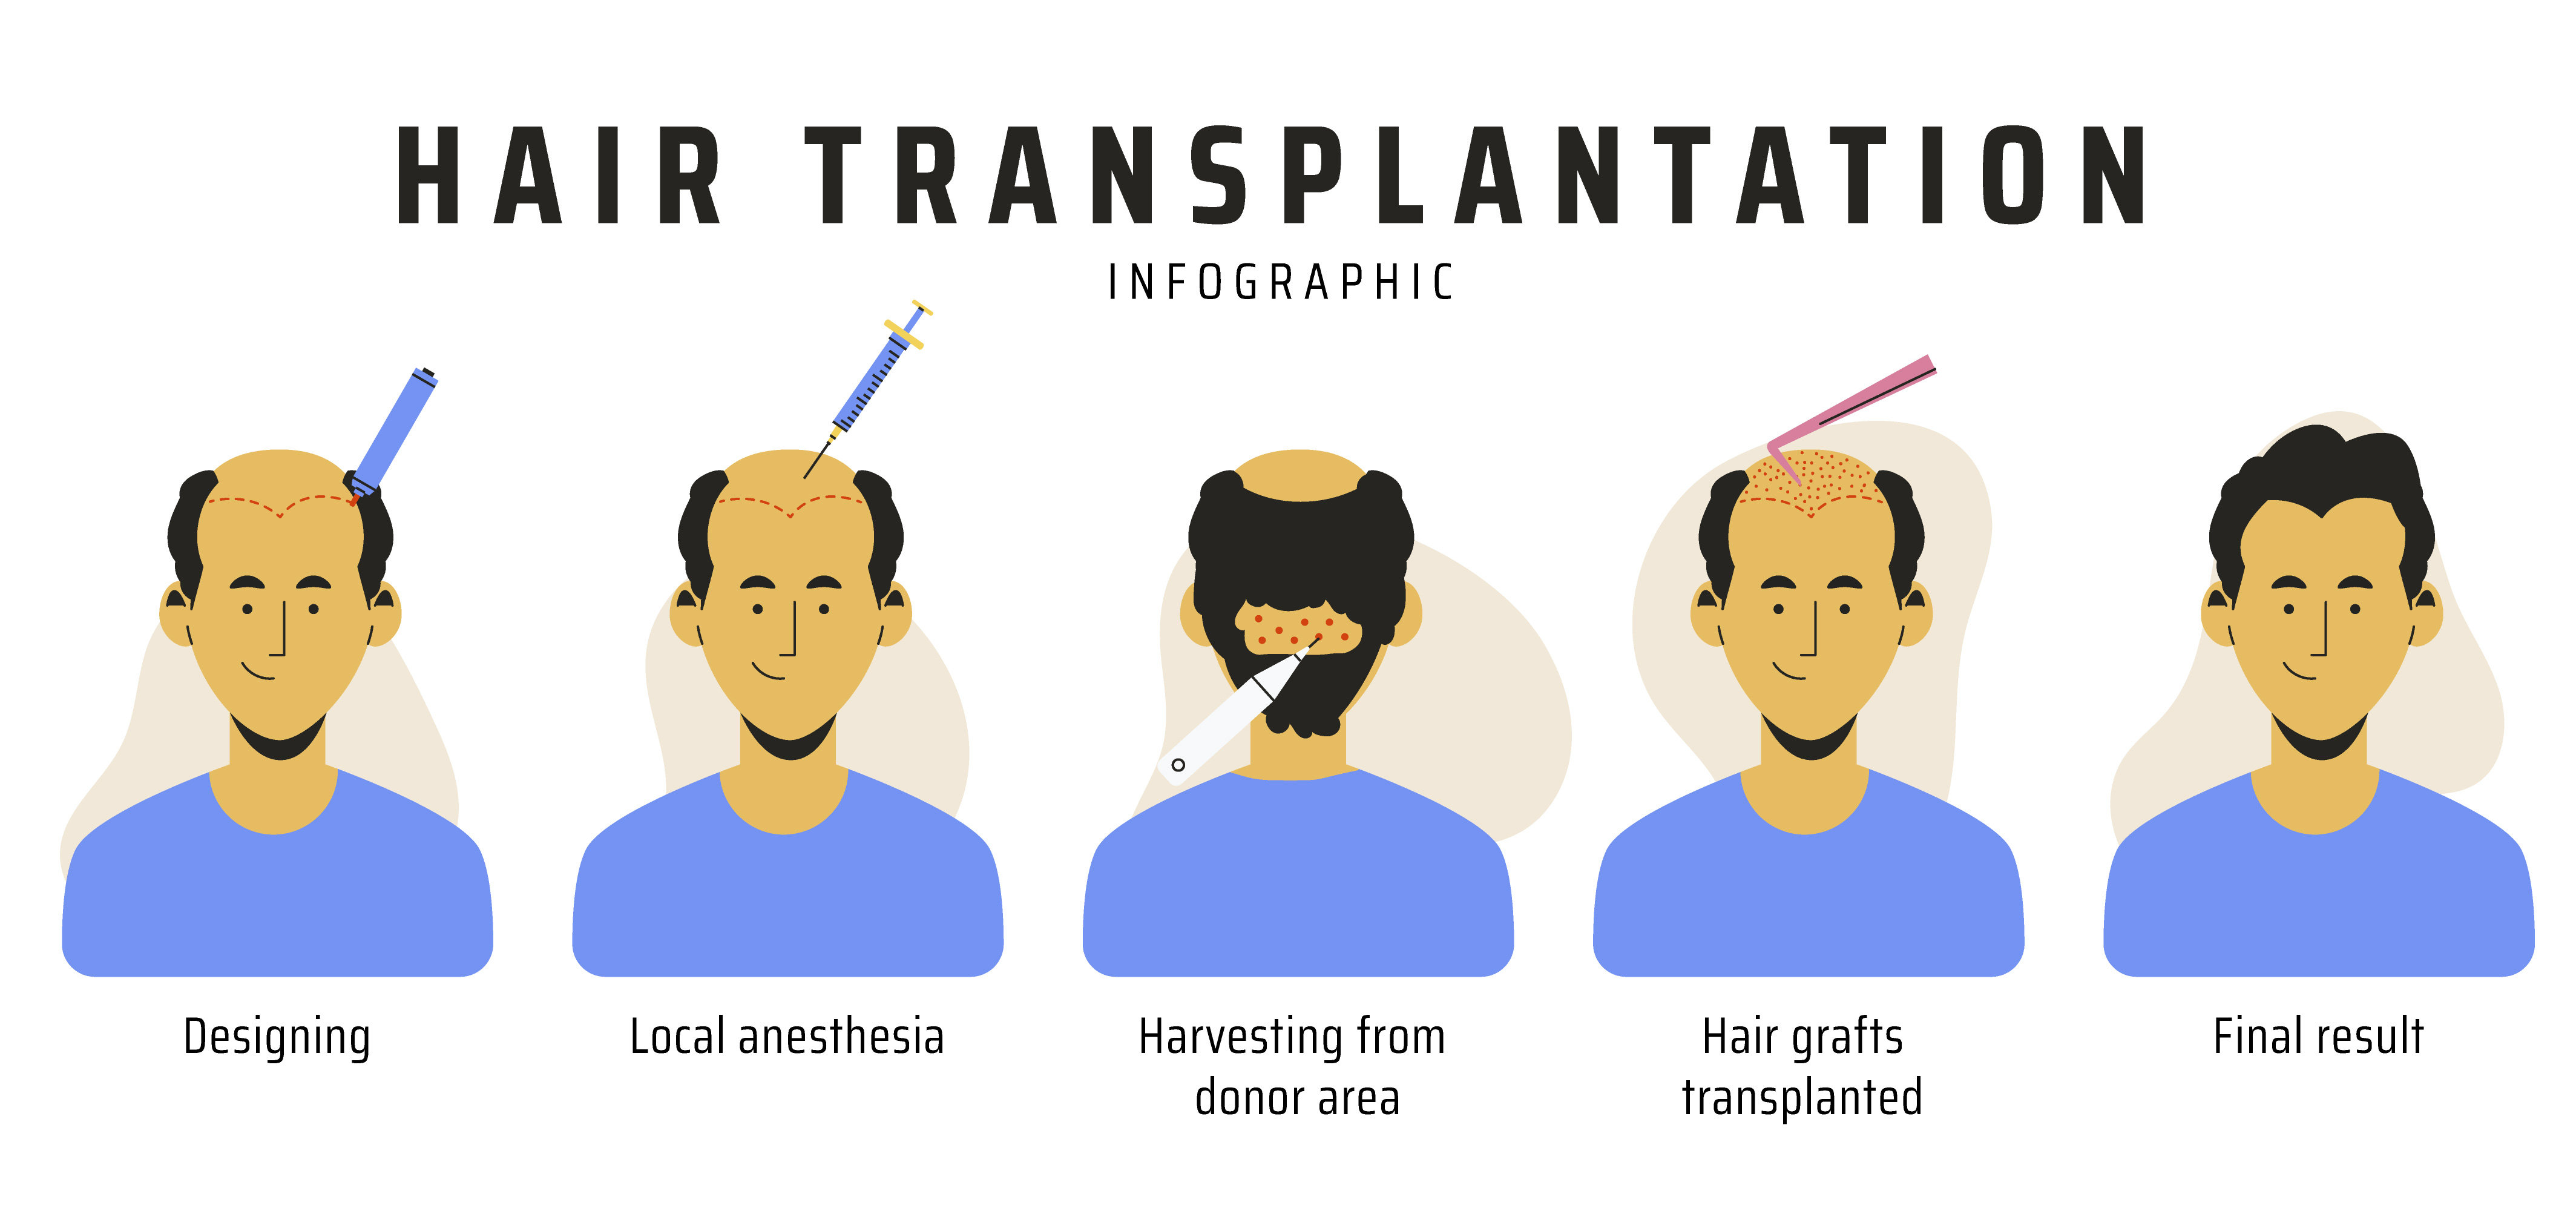 HAIR TRANSPLANTATION
INFOGRAPHIC
Designing
Local anesthesia
Harvesting from
donor area
Hair grafts
transplanted
Final result